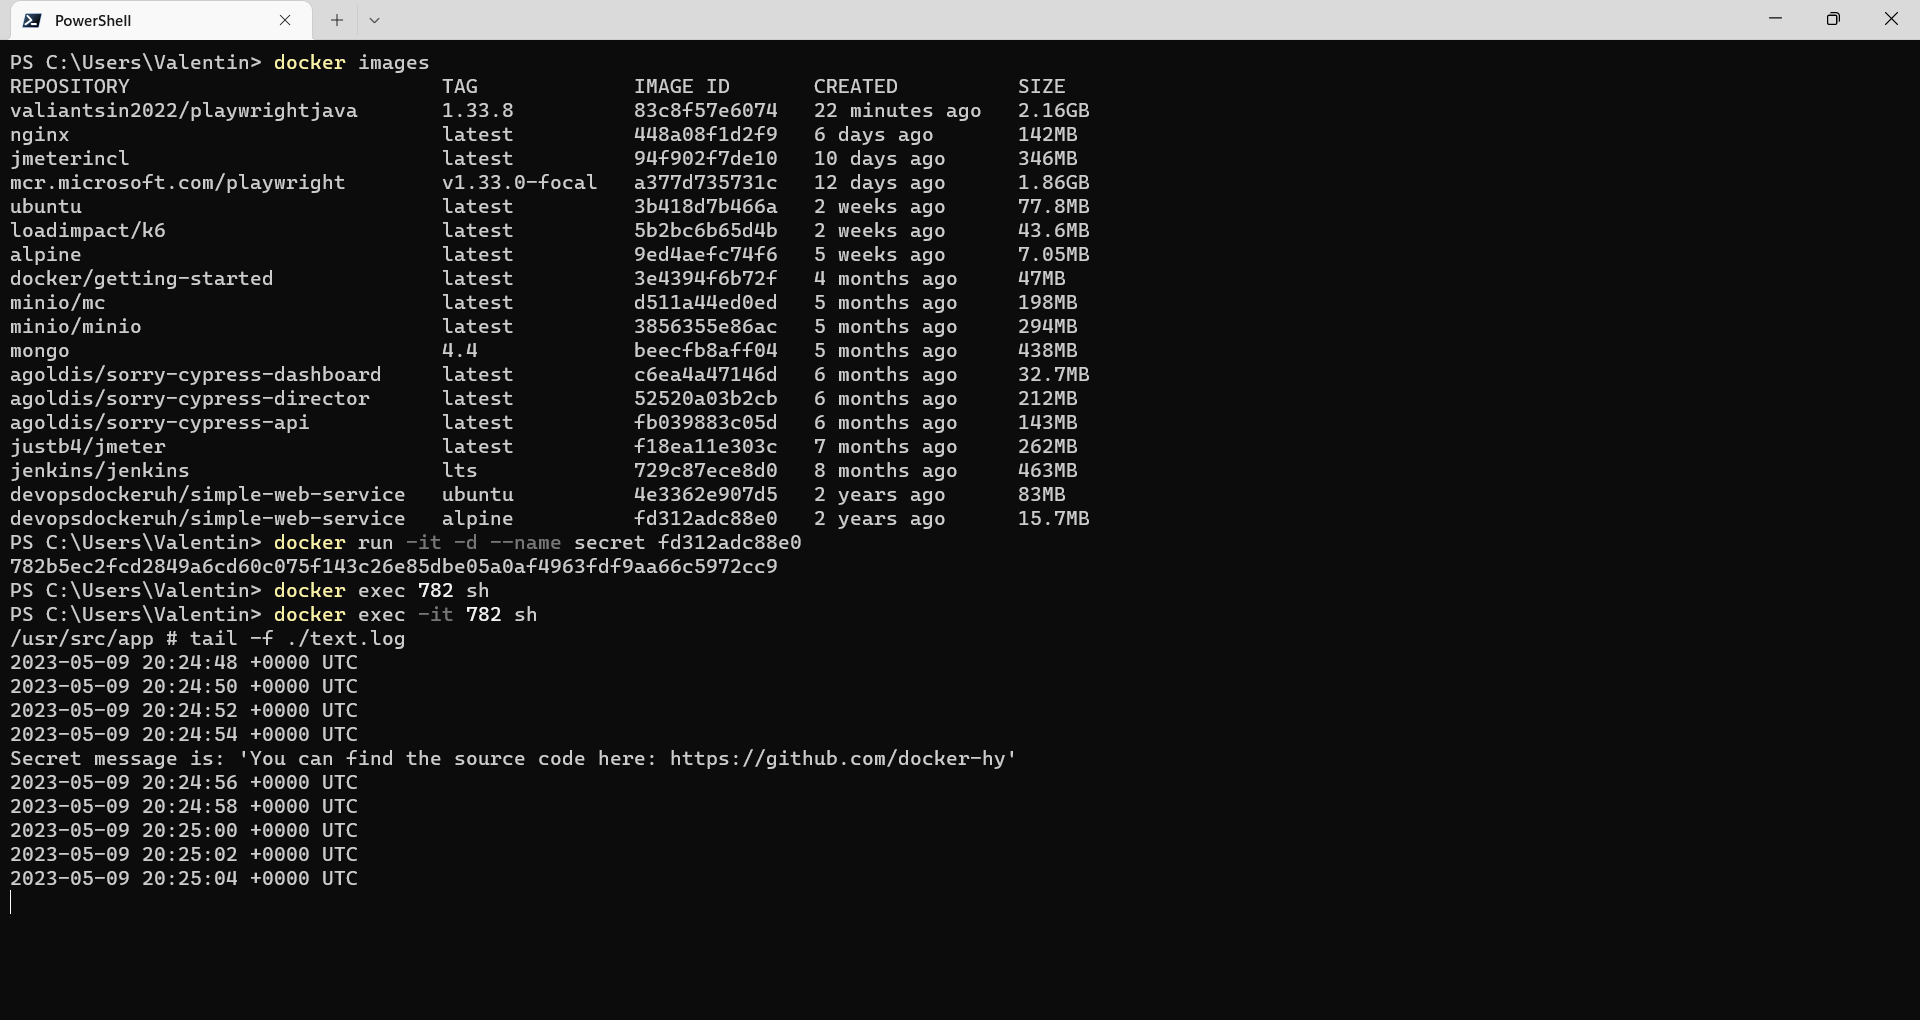 PowerShell
PS C:\Users\Valentin> docker images
REPOSITORY TAG IMAGE ID CREATED SIZE
valiantsin2022/playwrightjava 1.33.8 83c8f57e6074 22 minutes ago 2.16GB
nginx latest 448a08f1d2f9 6 days ago 142MB
jmeterincl latest 94f902f7de10 10 days ago 346MB
mcr.microsoft.com/playwright v1.33.0-focal a377d735731c 12 days ago 1.86GB
ubuntu latest 3b418d7b466a 2 weeks ago 77.8MB
loadimpact/k6 latest 5b2bc6b65d4b 2 weeks ago 43.6MB
alpine latest 9ed4aefc74f6 5 weeks ago 7.05MB
docker/getting-started latest 3e4394f6b72f 4 months ago 47MB
minio/mc latest d511a44ed0ed 5 months ago 198MB
minio/minio latest 3856355e86ac 5 months ago 294MB
mongo 4.4 beecfb8aff04 5 months ago 438MB
agoldis/sorry-cypress-dashboard latest c6ea4a47146d 6 months ago 32.7MB
agoldis/sorry-cypress-director latest 52520a03b2cb 6 months ago 212MB
agoldis/sorry-cypress-api latest fb039883c05d 6 months ago 143MB
justb4/jmeter latest f18ea11e303c 7 months ago 262MB
jenkins/jenkins lts 729c87ece8d0 8 months ago 463MB
devopsdockeruh/simple-web-service ubuntu 4e3362e907d5 2 years ago 83MB
devopsdockeruh/simple-web-service alpine fd312adc88e0 2 years ago 15.7MB
PS C:\Users\Valentin> docker run -it -d --name secret fd312adc88e0
782b5ec2fcd2849a6cd60c075f143c26e85dbe05a0af4963fdf9aa66c5972cc9
PS C:\Users\Valentin> docker exec 782 sh
PS C:\Users\Valentin> docker exec -it 782 sh
/usr/src/app # tail -f ./text.log
2023-05-09 20:24:48 +0000 UTC
2023-05-09 20:24:50 +0000 UTC
2023-05-09 20:24:52 +0000 UTC
2023-05-09 20:24:54 +0000 UTC
Secret message is: 'You can find the source code here: https://github.com/docker-hy'
2023-05-09 20:24:56 +0000 UTC
2023-05-09 20:24:58 +0000 UTC
2023-05-09 20:25:00 +0000 UTC
2023-05-09 20:25:02 +0000 UTC
2023-05-09 20:25:04 +0000 UTC